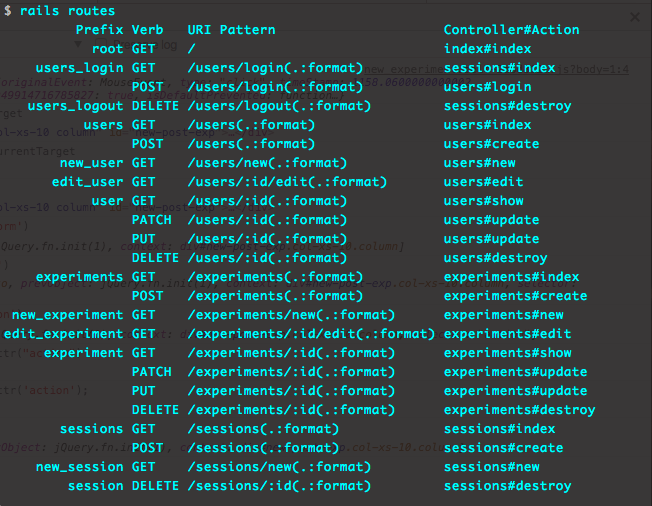 $ rails routes
Prefix Verb URI Pattern Controller#Action
root GET / index#index
users_login GET /users/login(.:format) sessions#index
POST /users/login(.:format) users#login
users_logout DELETE /users/logout(.:format) sessions#destroy
users GET /users(.:format) users#index
POST /users(.:format) users#create
new_user GET /users/new(.:format) users#new
edit_user GET /users/:id/edit(.:format) users#edit
user GET /users/:id(.:format) users#show
PATCH /users/:id(.:format) users#update
PUT /users/:id(.:format) users#update
DELETE /users/:id(.:format) users#destroy
experiments GET /experiments(.:format) experiments#index
POST /experiments(.:format) experiments#create
new_experiment GET /experiments/new(.:format) experiments#new
edit_experiment GET /experiments/:id/edit(.:format) experiments#edit
experiment GET /experiments/:id(.:format) experiments#show
PATCH /experiments/:id(.:format) experiments#update
PUT /experiments/:id(.:format) experiments#update
DELETE /experiments/:id(.:format) experiments#destroy
sessions GET /sessions(.:format) sessions#index
POST /sessions(.:format) sessions#create
new_session GET /sessions/new(.:format) sessions#new
session DELETE /sessions/:id(.:format) sessions#destroy